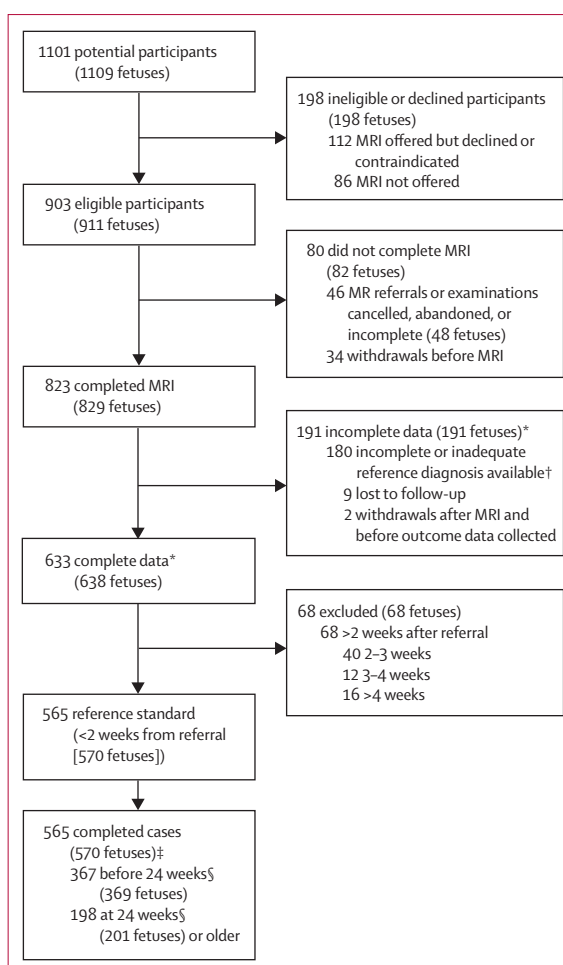 1101 potential participants
(1109 fetuses)
198 ineligible or declined participants
(198 fetuses)
112 MRI offered but declined or
contraindicated
86 MRI not offered
903 eligible participants
(911 fetuses)
80 did not complete MRI
(82 fetuses)
46 MR referrals or examinations
cancelled, abandoned, or
incomplete (48 fetuses)
34 withdrawals before MRI
823 completed MRI
(829 fetuses)
191 incomplete data (191 fetuses)*
180 incomplete or inadequate
reference diagnosis available†
9 lost to follow-up
2 withdrawals after MRI and
before outcome data collected
633 complete data*
(638 fetuses)
68 excluded (68 fetuses)
68 >2 weeks after referral
40 2–3 weeks
12 3–4 weeks
16 >4 weeks
565 reference standard
(<2 weeks from referral
[570 fetuses])
565 completed cases
(570 fetuses)‡
367 before 24 weeks§
(369 fetuses)
198 at 24 weeks§
(201 fetuses) or older